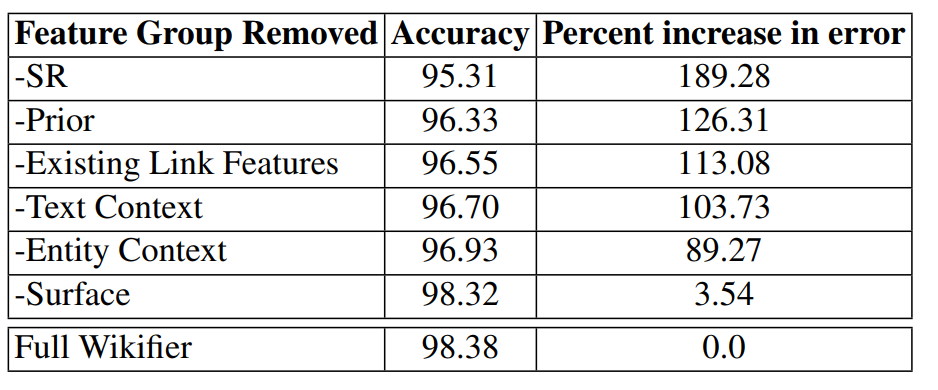 Feature Group Removed Accuracy Percent increase in error
-SR 95.31 189.28
-Prior 96.33 126.31
-Existing Link Features 96.55 113.08
-Text Context 96.70 103.73
-Entity Context 96.93 89.27
-Surface 98.32 3.54
Full Wikifier 98.38 0.0